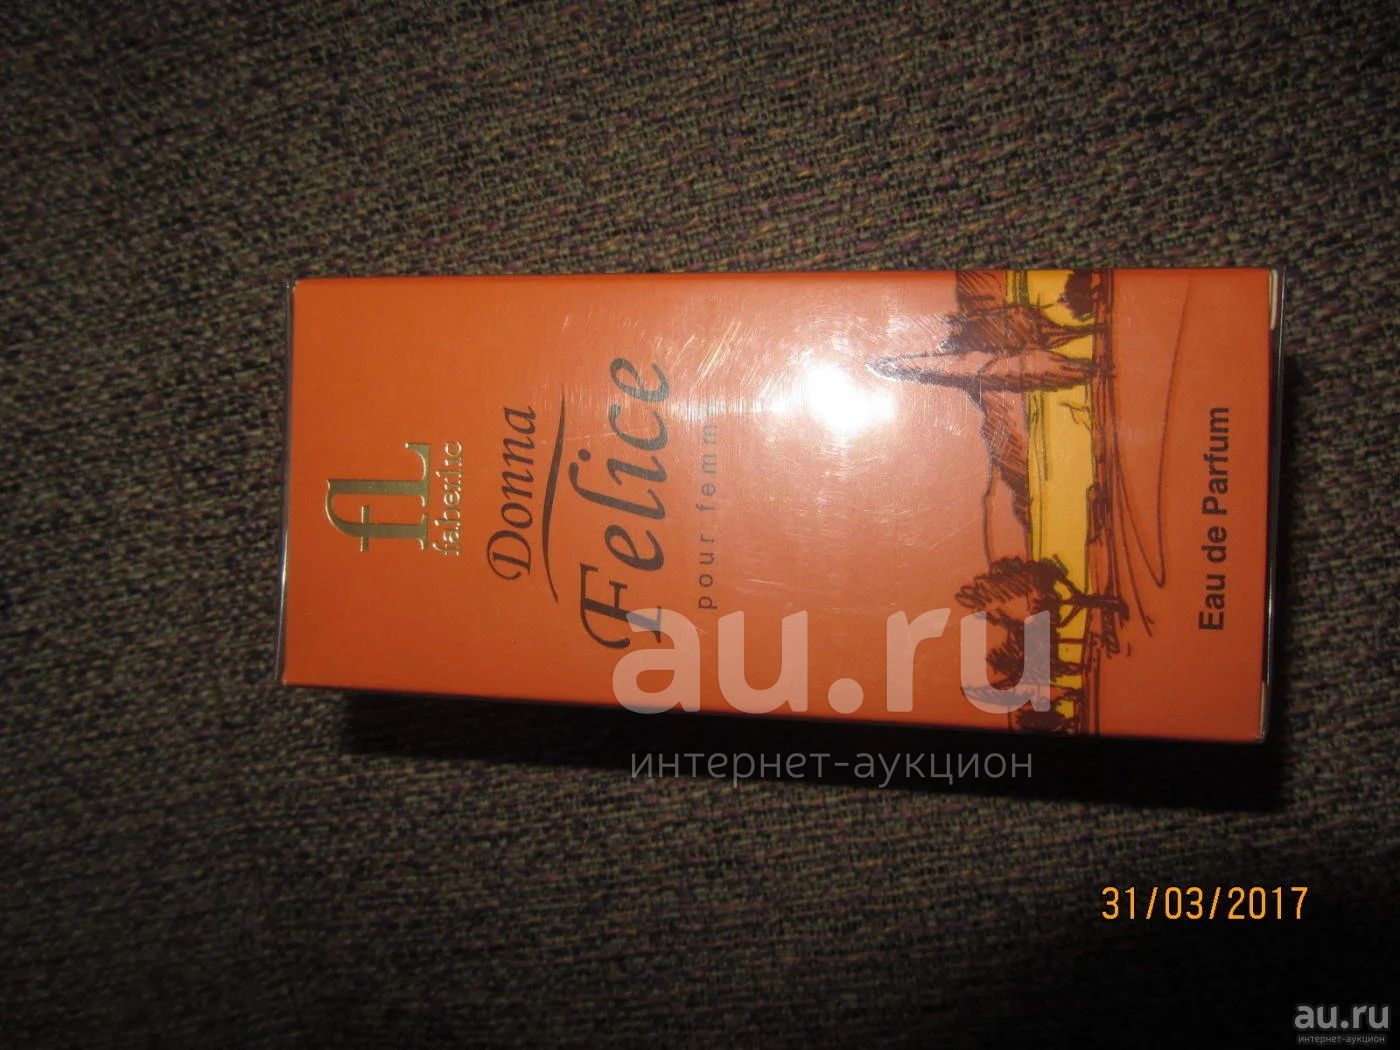 fL
faberlic
Donna
Felice
pour femme
Eau de Parfum
au.ru
интернет-аукцион
31/03/2017
au.ru
интернет-аукцион